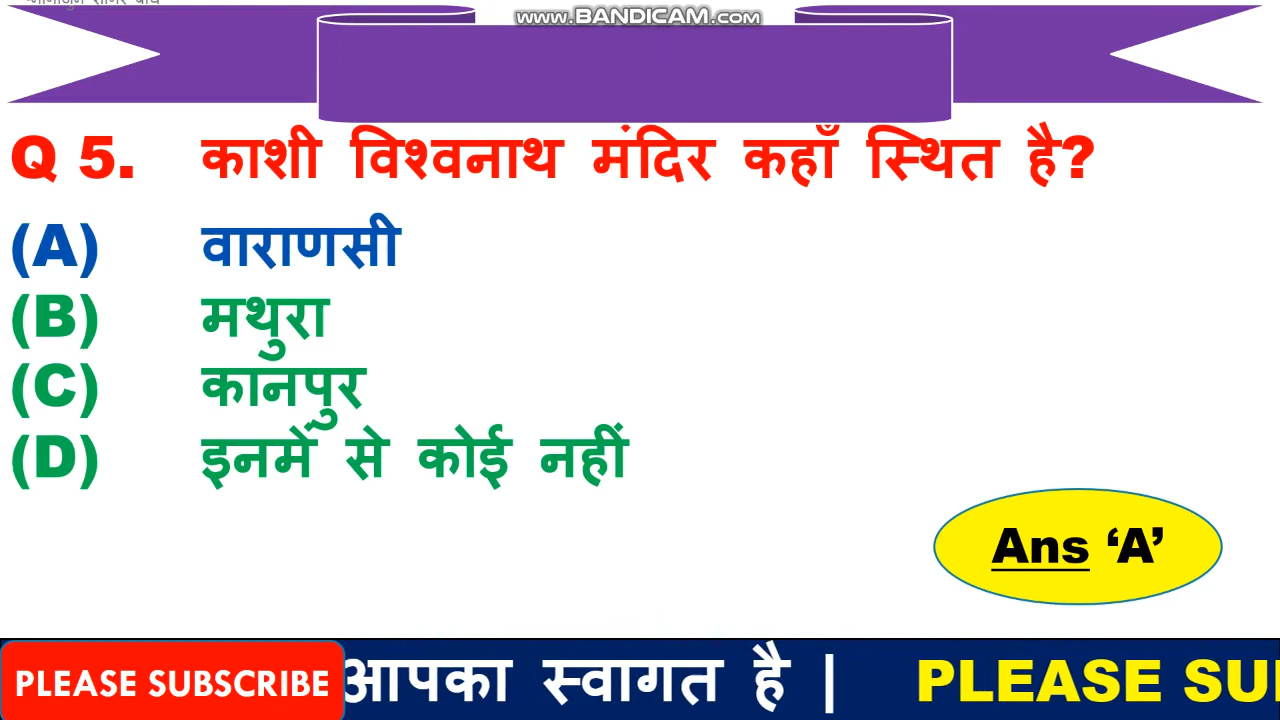 www.BANDICAM.com
Q 5. काशी विश्वनाथ मंदिर कहाँ स्थित है?
(A) वाराणसी
(B) मथुरा
(C) कानपुर
(D) इनमें से कोई नहीं
Ans ‘A’
PLEASE SUBSCRIBE आपका स्वागत है | PLEASE SU